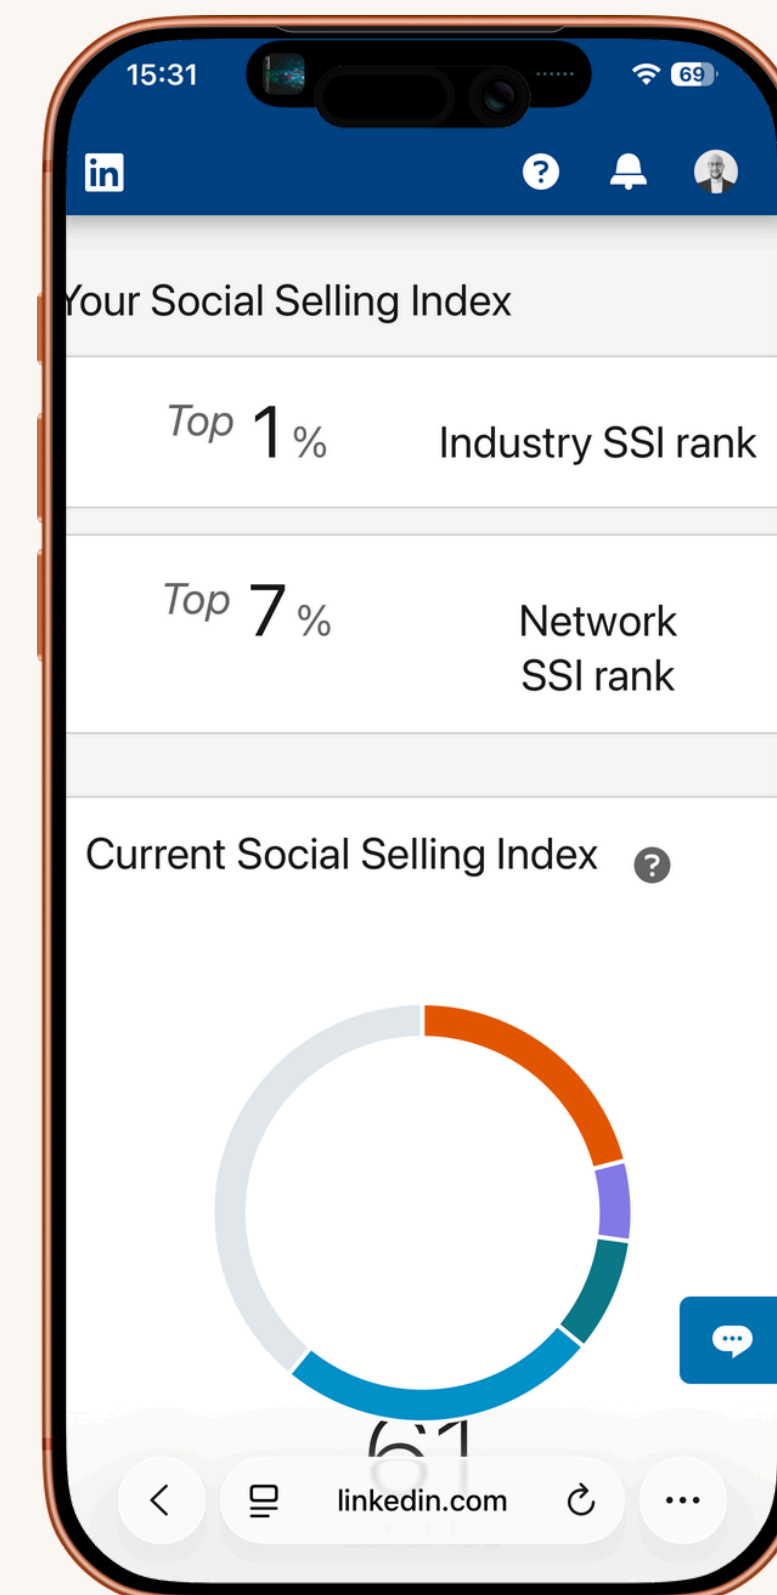 15:31
69
in
Your Social Selling Index
Top 1 %
Industry SSI rank
Top 7 %
Network
SSI rank
Current Social Selling Index
61
linkedin.com